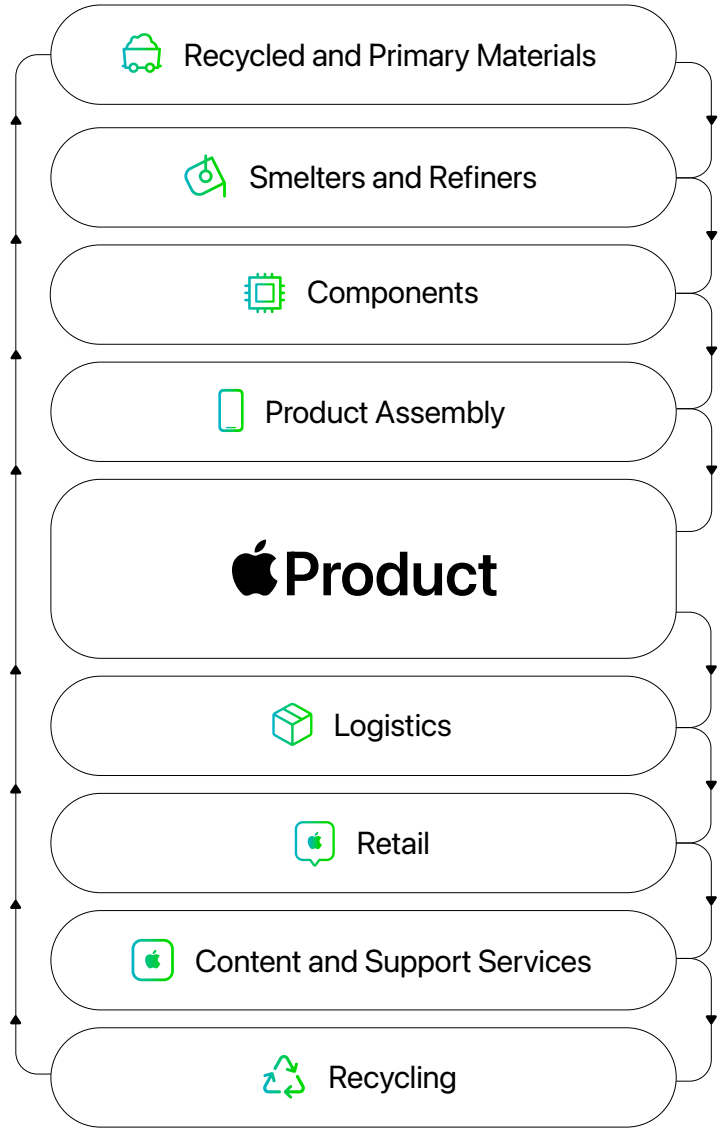 Recycled and Primary Materials
Smelters and Refiners
Components
Product Assembly
Product
Logistics
Retail
Content and Support Services
Recycling